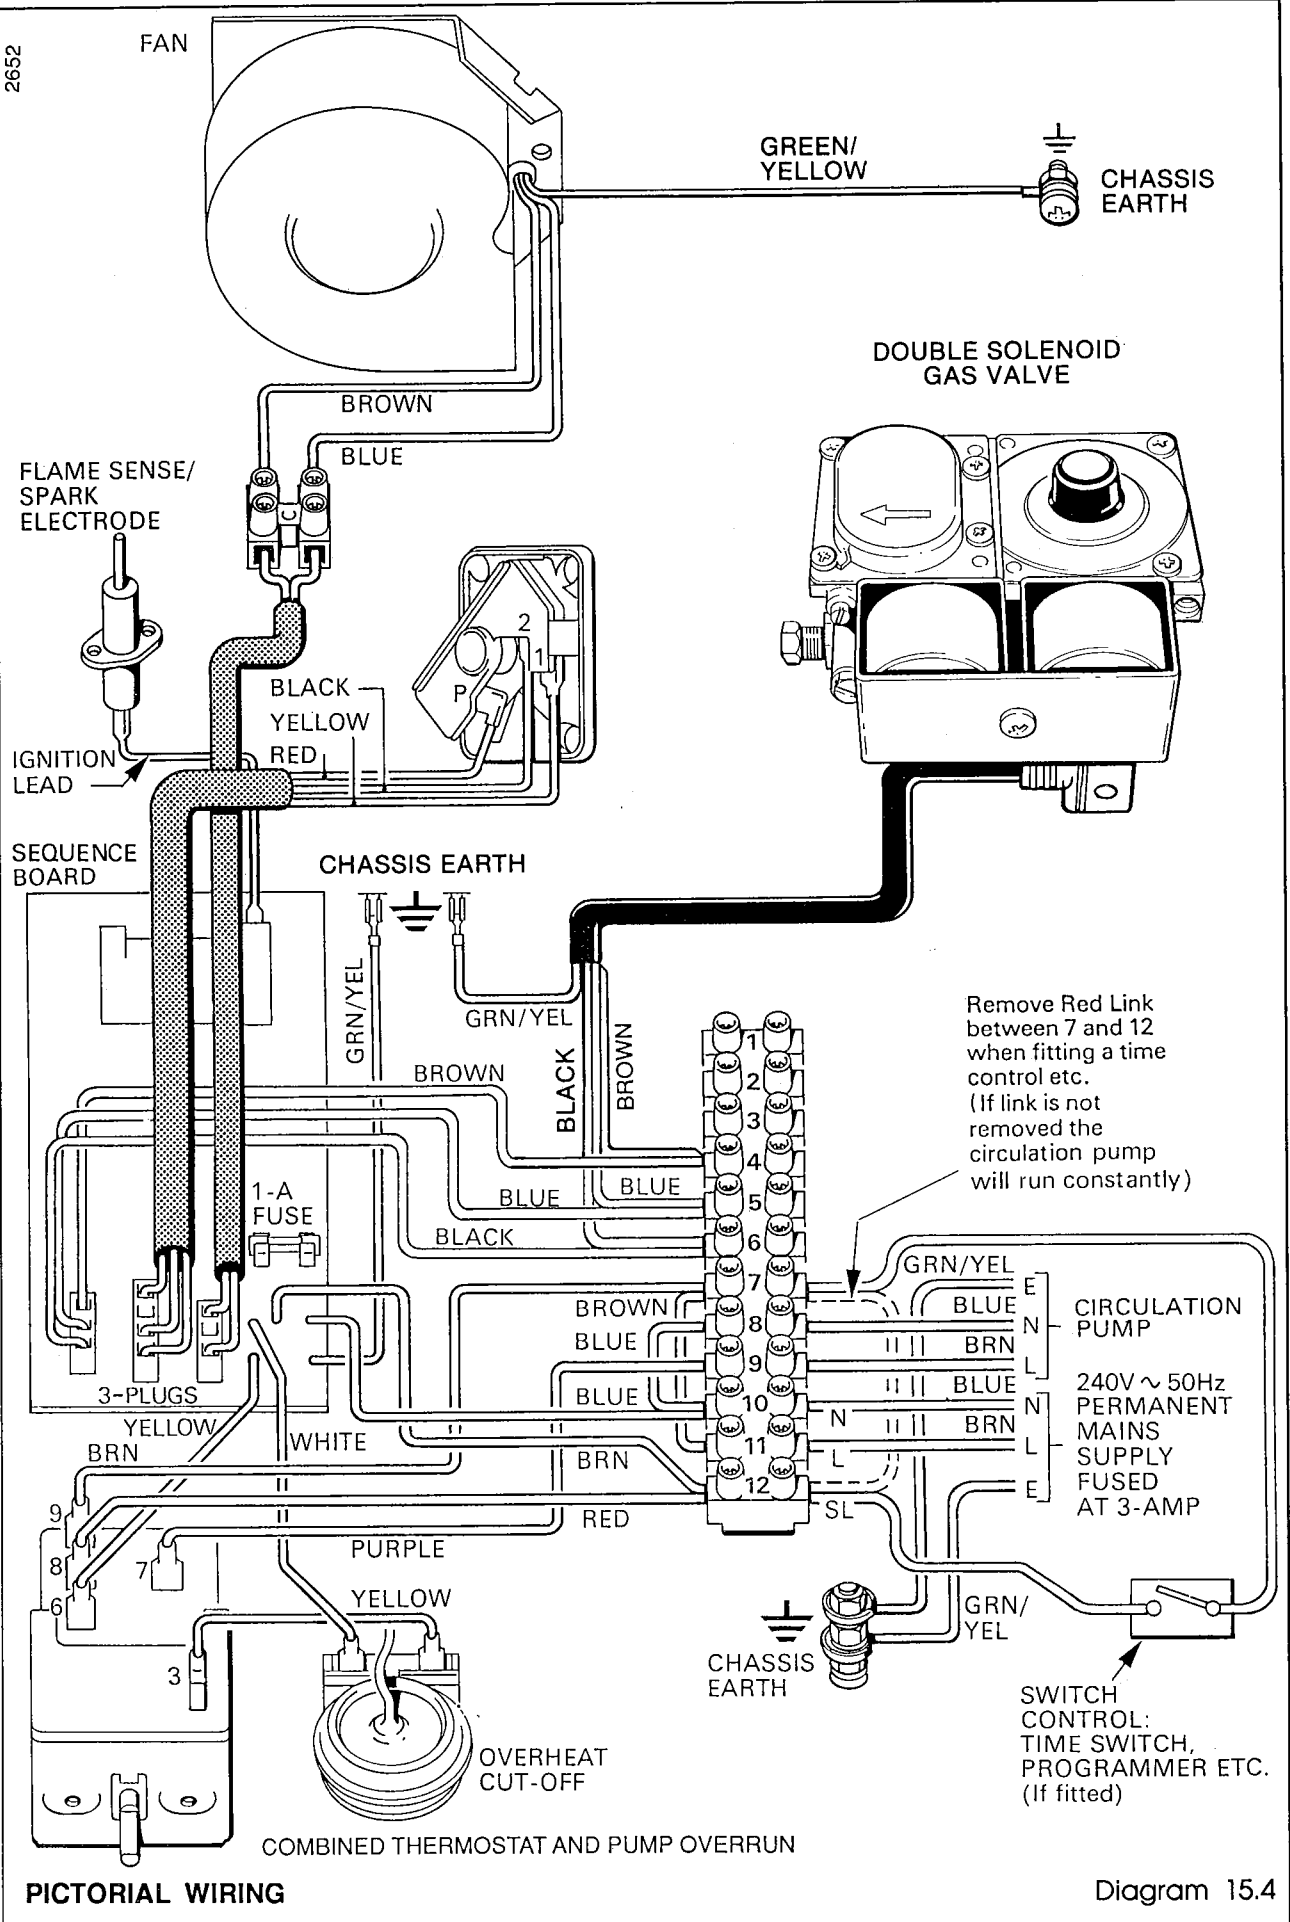 2652
FAN
GREEN/
YELLOW
CHASSIS
EARTH
DOUBLE SOLENOID
GAS VALVE
BROWN
BLUE
FLAME SENSE/
SPARK
ELECTRODE
C
2
1
P
BLACK
YELLOW
RED
IGNITION
LEAD
SEQUENCE
BOARD
CHASSIS EARTH
GRN/YEL
GRN/YEL
BLACK
BROWN
Remove Red Link
between 7 and 12
when fitting a time
control etc.
(If link is not
removed the
circulation pump
will run constantly)
BROWN
BLUE
BLUE
BLACK
1-A
FUSE
1
2
3
4
5
6
7
8
9
10
11
12
GRN/YEL
E
BLUE
N
BRN
L
CIRCULATION
PUMP
BLUE
N
BRN
L
E
240V ~ 50Hz
PERMANENT
MAINS
SUPPLY
FUSED
AT 3-AMP
BROWN
BLUE
BLUE
BRN
RED
N
L
SL
3-PLUGS
YELLOW
WHITE
BRN
PURPLE
YELLOW
9
8
7
6
3
GRN/
YEL
CHASSIS
EARTH
SWITCH
CONTROL:
TIME SWITCH,
PROGRAMMER ETC.
(If fitted)
OVERHEAT
CUT-OFF
COMBINED THERMOSTAT AND PUMP OVERRUN
PICTORIAL WIRING
Diagram 15.4